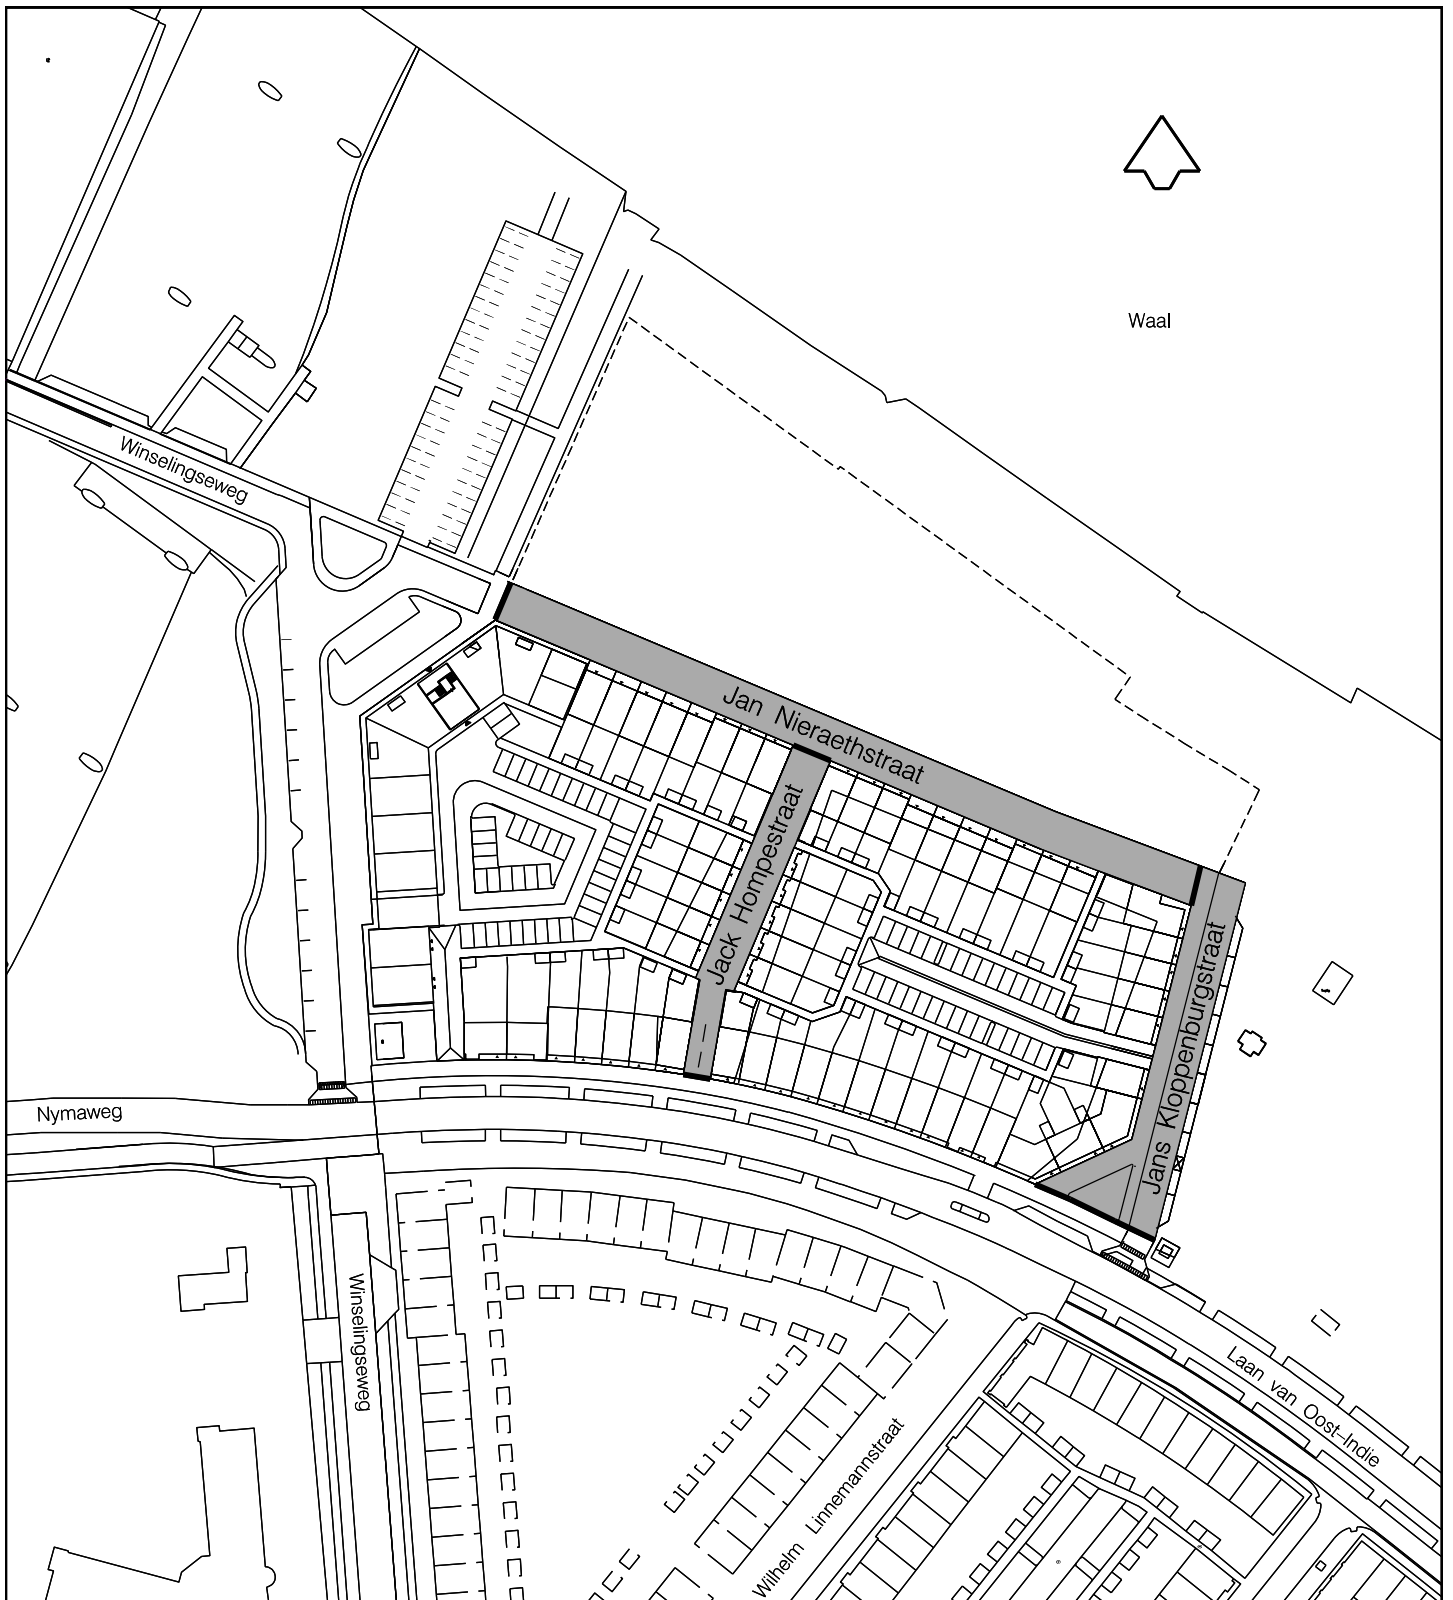 Waal
Winselingseweg
Jan Nieraethstraat
Jack Hompestraat
Jans Kloppenburgstraat
Nymaweg
Winselingseweg
Laan van Oost-Indie
Wilhelm Linnemannstraat